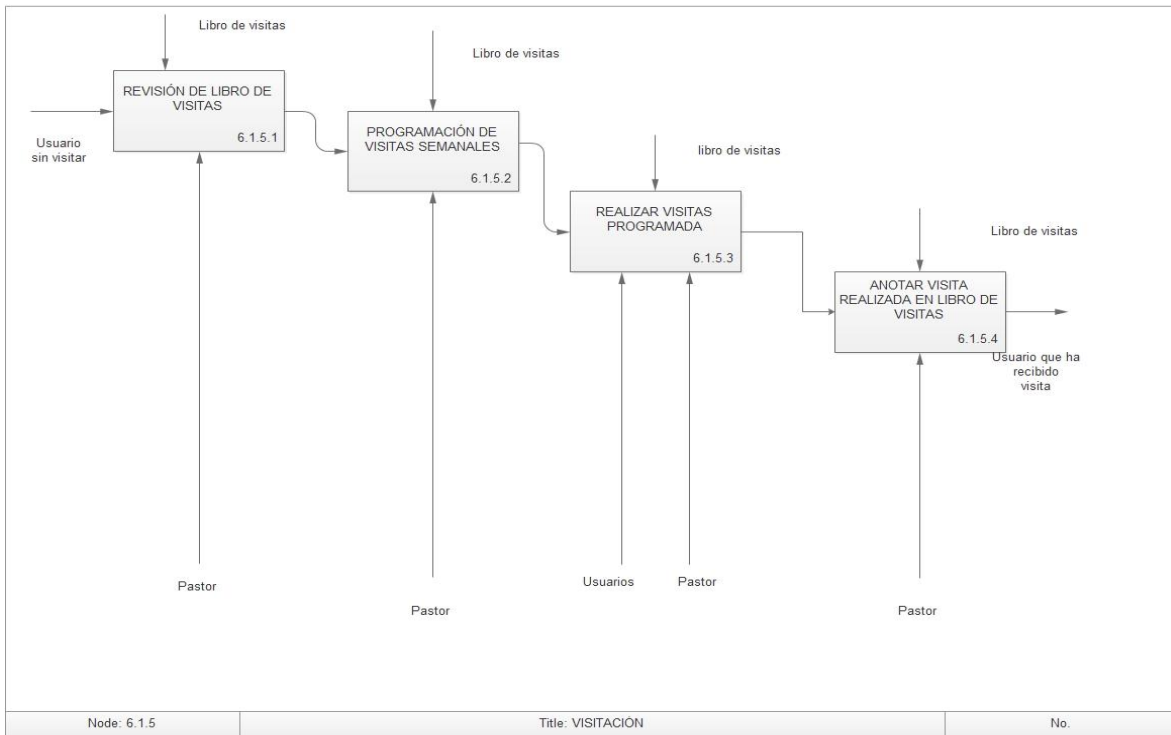 Libro de visitas
REVISIÓN DE LIBRO DE
VISITAS
6.1.5.1
Usuario
sin visitar
Libro de visitas
PROGRAMACIÓN DE
VISITAS SEMANALES
6.1.5.2
libro de visitas
REALIZAR VISITAS
PROGRAMADA
6.1.5.3
Libro de visitas
ANOTAR VISITA
REALIZADA EN LIBRO DE
VISITAS
6.1.5.4
Usuario que ha
recibido
visita
Pastor
Pastor
Usuarios
Pastor
Pastor
Node: 6.1.5
Title: VISITACIÓN
No.